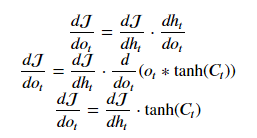 d𝒥/do_t = d𝒥/dh_t · dh_t/do_t
d𝒥/do_t = d𝒥/dh_t · d/do_t (o_t * tanh(C_t))
d𝒥/do_t = d𝒥/dh_t · tanh(C_t)